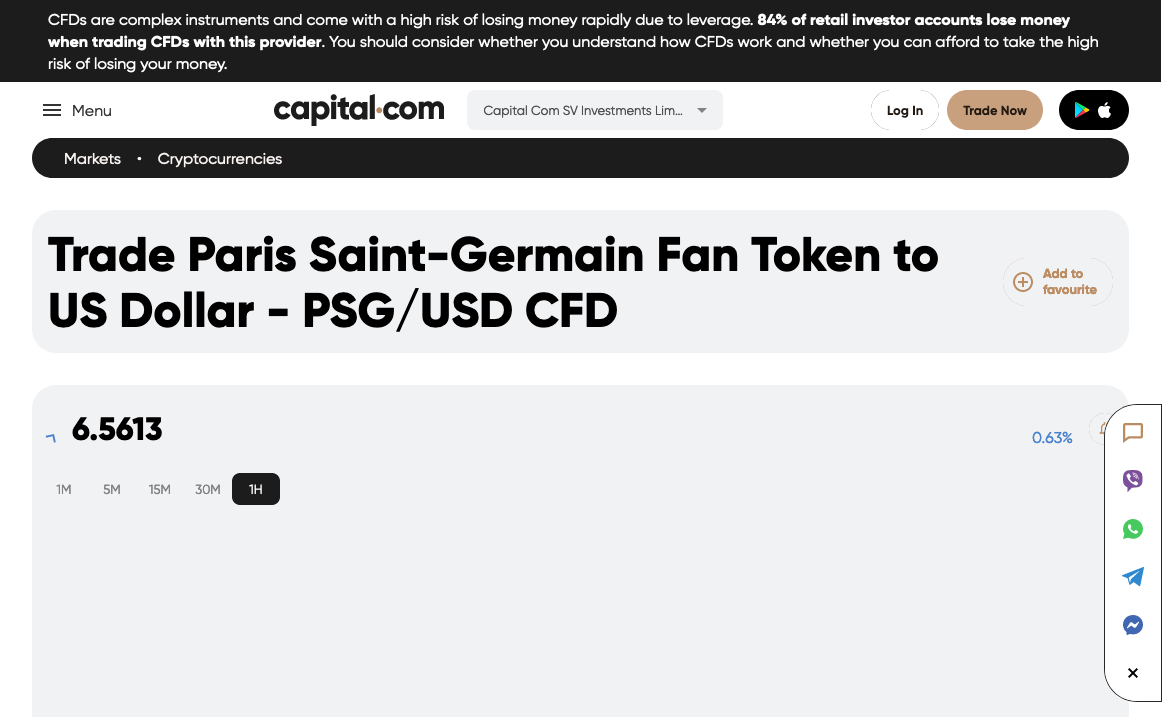 CFDs are complex instruments and come with a high risk of losing money rapidly due to leverage. 84% of retail investor accounts lose money
when trading CFDs with this provider. You should consider whether you understand how CFDs work and whether you can afford to take the high
risk of losing your money.
Menu
capital.com
Capital Com SV Investments Lim...
Log In
Trade Now
Markets • Cryptocurrencies
Trade Paris Saint-Germain Fan Token to
US Dollar - PSG/USD CFD
Add to
favourite
6.5613
0.63%
1M 5M 15M 30M 1H